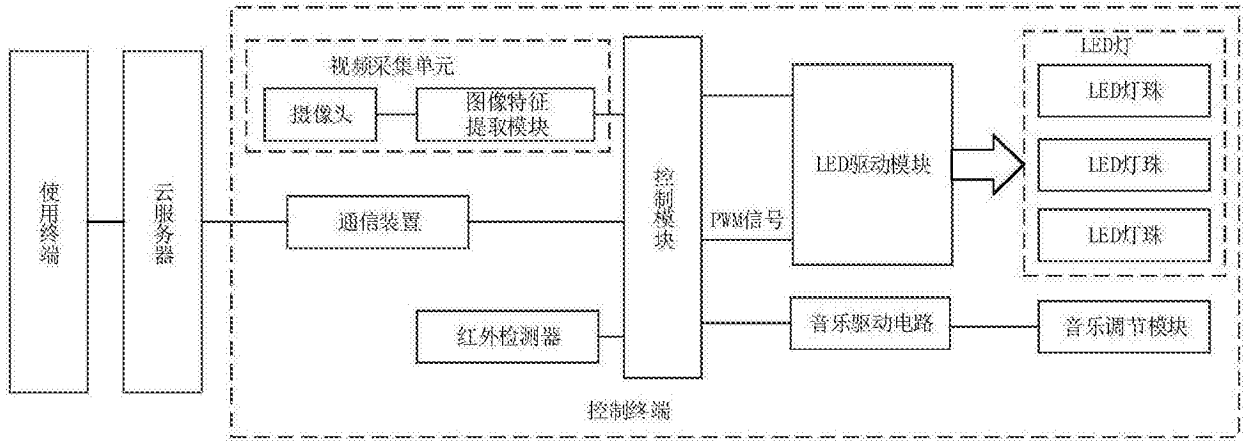 使用终端
云服务器
视频采集单元
摄像头
图像特征
提取模块
通信装置
红外检测器
控制模块
PWM信号
LED驱动模块
LED灯
LED灯珠
LED灯珠
LED灯珠
音乐驱动电路
音乐调节模块
控制终端